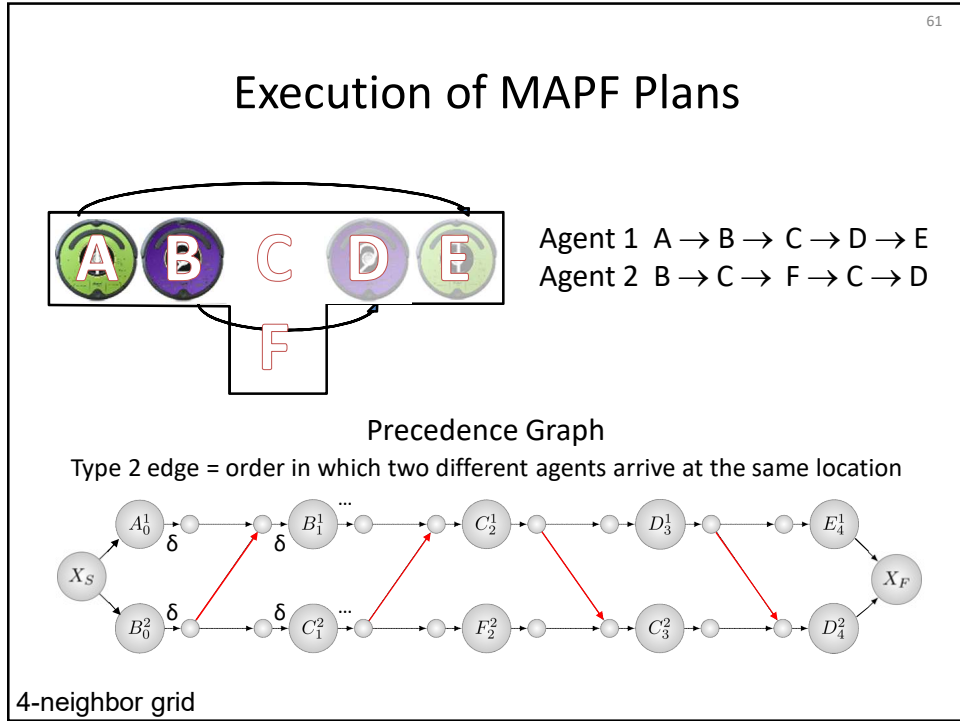 61
Execution of MAPF Plans
A B C D E
F
Agent 1 A → B → C → D → E
Agent 2 B → C → F → C → D
Precedence Graph
Type 2 edge = order in which two different agents arrive at the same location
X_S
A_0^1 δ δ B_1^1 ... C_2^1 D_3^1 E_4^1
B_0^2 δ δ C_1^2 ... F_2^2 C_3^2 D_4^2
X_F
4-neighbor grid